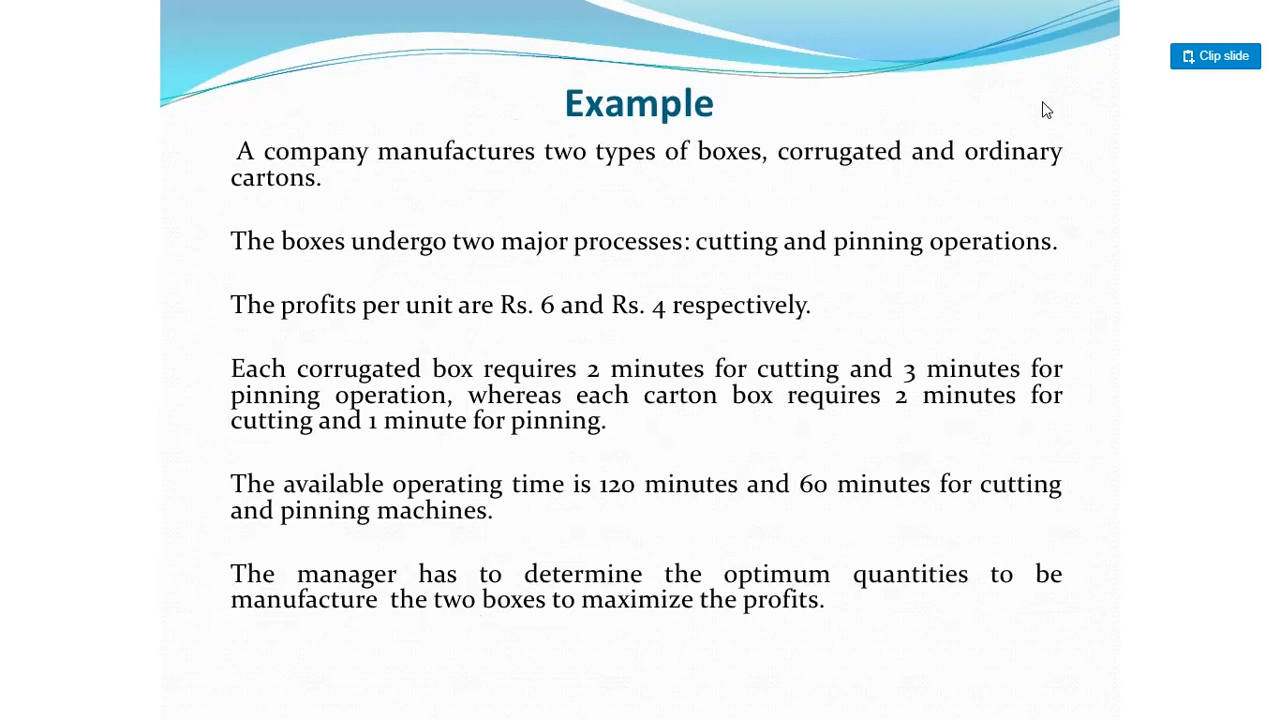 Clip slide
Example
A company manufactures two types of boxes, corrugated and ordinary
cartons.
The boxes undergo two major processes: cutting and pinning operations.
The profits per unit are Rs. 6 and Rs. 4 respectively.
Each corrugated box requires 2 minutes for cutting and 3 minutes for
pinning operation, whereas each carton box requires 2 minutes for
cutting and 1 minute for pinning.
The available operating time is 120 minutes and 60 minutes for cutting
and pinning machines.
The manager has to determine the optimum quantities to be
manufacture the two boxes to maximize the profits.